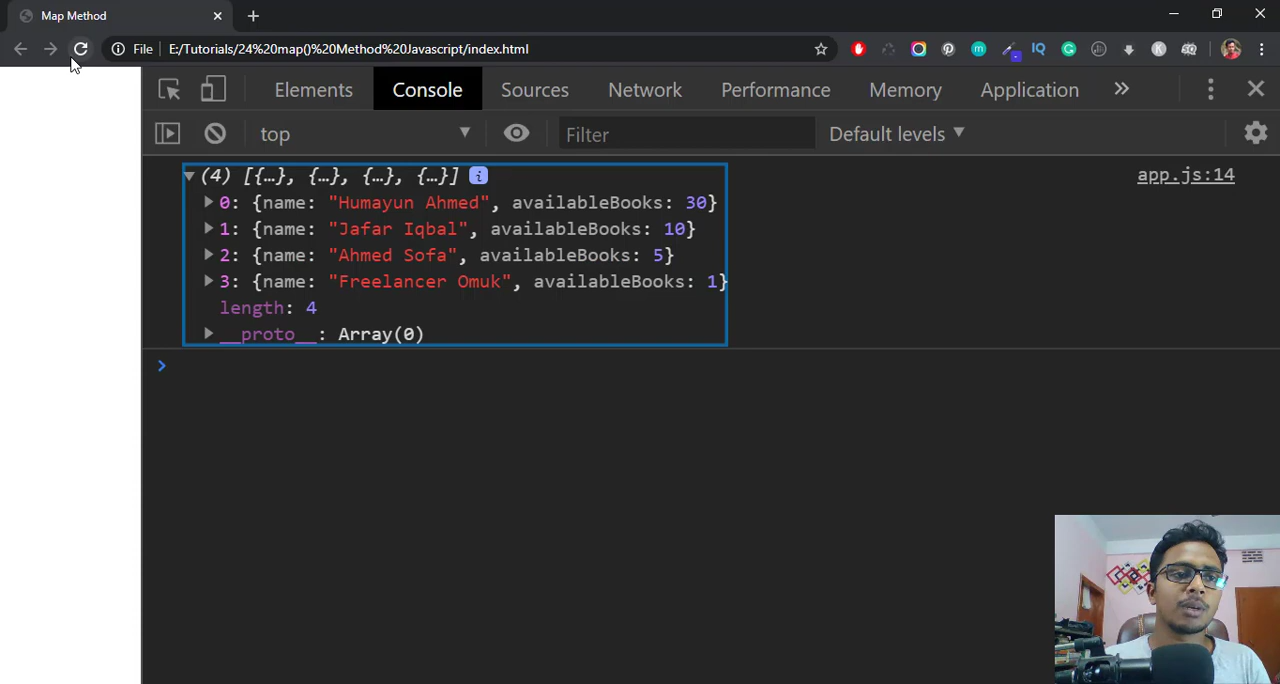 Map Method
File E:/Tutorials/24%20map()%20Method%20Javascript/index.html
IQ
Elements Console Sources Network Performance Memory Application »
top Filter Default levels
(4) [{…}, {…}, {…}, {…}] i app.js:14
0: {name: "Humayun Ahmed", availableBooks: 30}
1: {name: "Jafar Iqbal", availableBooks: 10}
2: {name: "Ahmed Sofa", availableBooks: 5}
3: {name: "Freelancer Omuk", availableBooks: 1}
length: 4
__proto__: Array(0)